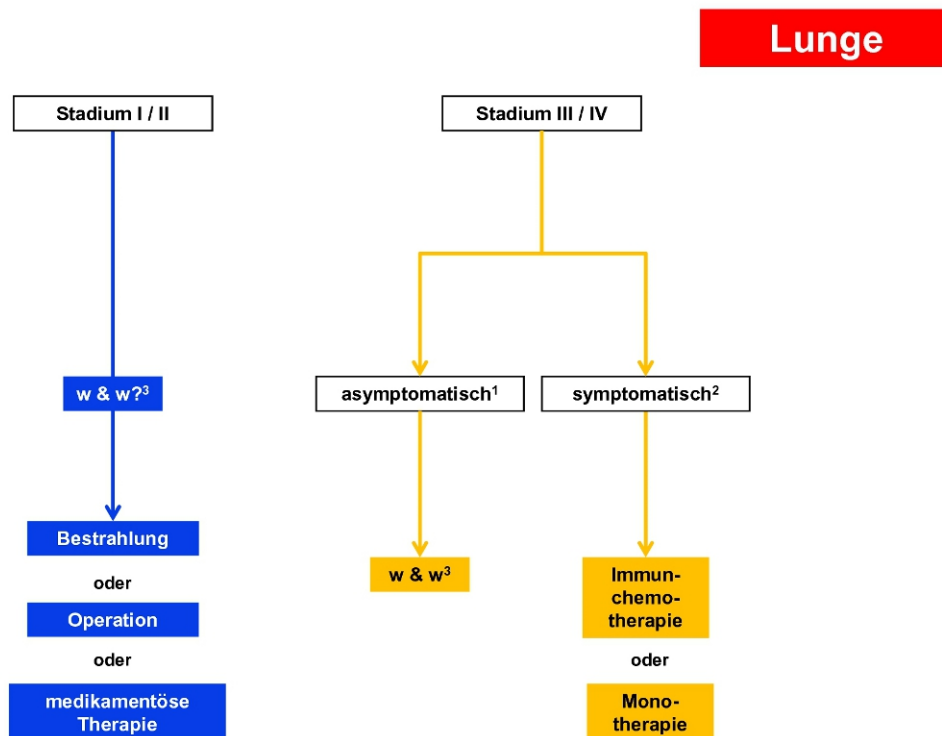 Lunge
Stadium I / II
Stadium III / IV
w & w?³
asymptomatisch¹
symptomatisch²
Bestrahlung
oder
Operation
oder
medikamentöse
Therapie
w & w³
Immun-
chemo-
therapie
oder
Mono-
therapie